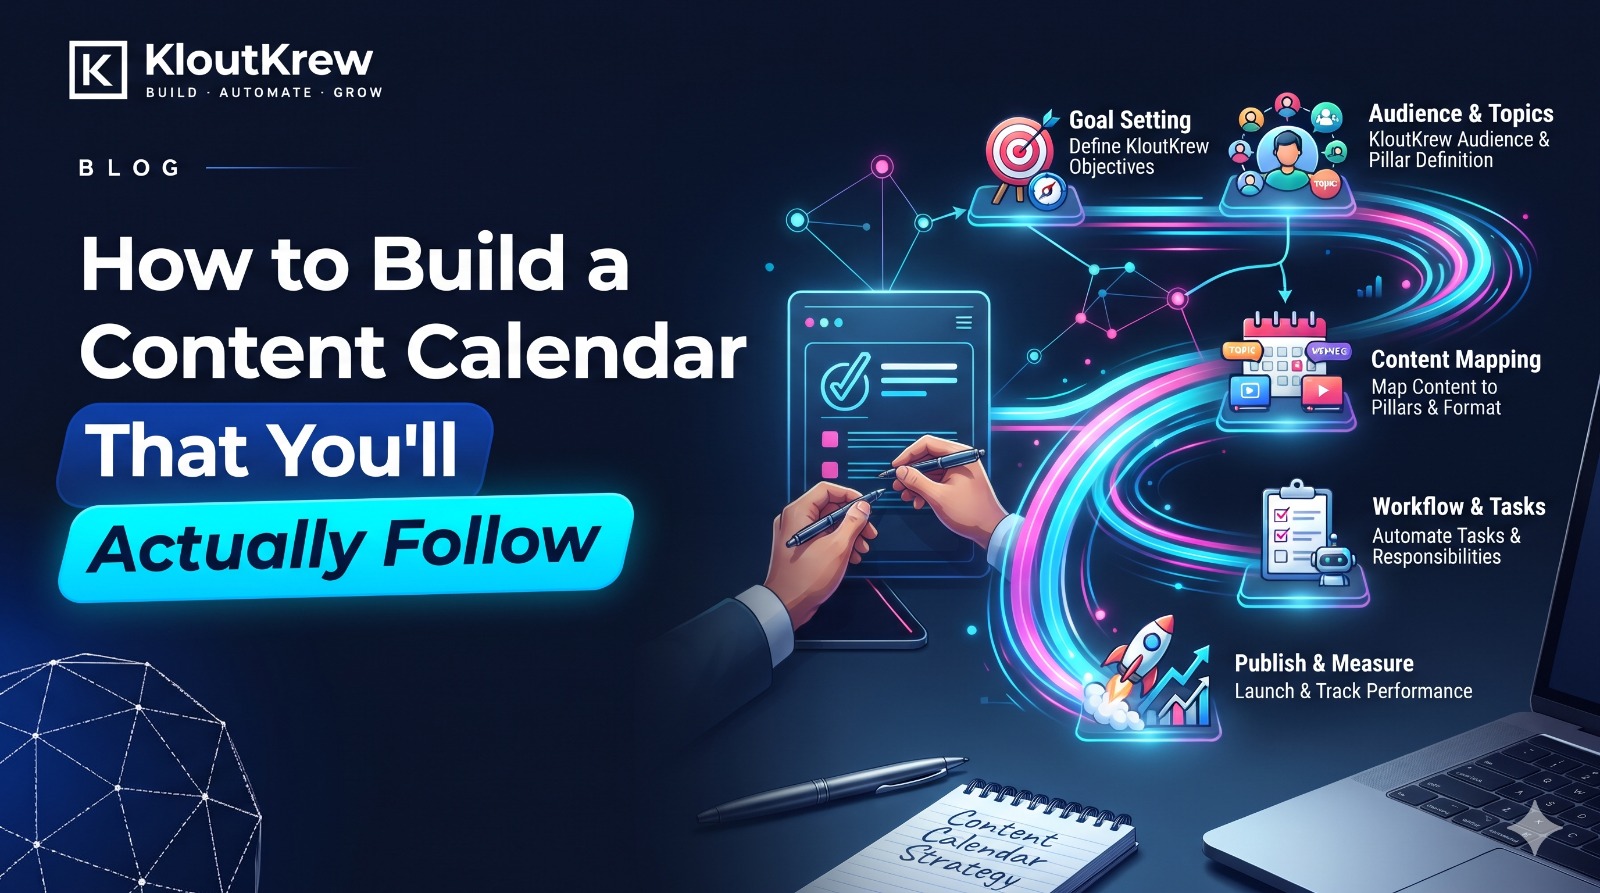 K
KloutKrew
BUILD · AUTOMATE · GROW
BLOG
How to Build a
Content Calendar
That You'll
Actually Follow
Goal Setting
Define KloutKrew
Objectives
Audience & Topics
KloutKrew Audience &
Pillar Definition
TOPIC
Content Mapping
Map Content to
Pillars & Format
TOPIC
Workflow & Tasks
Automate Tasks &
Responsibilities
Publish & Measure
Launch & Track Performance
Content
Calendar
Strategy